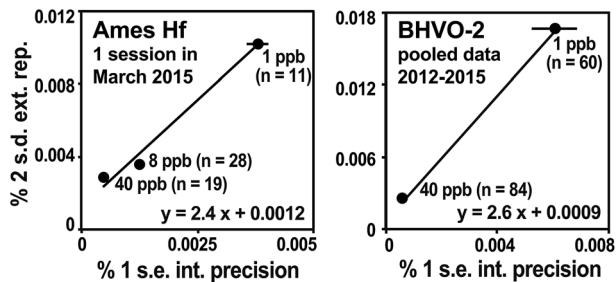 % 2 s.d. ext. rep.
0.012
0.008
0.004
0
Ames Hf
1 session in
March 2015
1 ppb
(n = 11)
8 ppb (n = 28)
40 ppb (n = 19)
y = 2.4 x + 0.0012
0
0.0025
0.005
% 1 s.e. int. precision
0.018
0.012
0.006
0
BHVO-2
pooled data
2012-2015
1 ppb
(n = 60)
40 ppb (n = 84)
y = 2.6 x + 0.0009
0
0.004
0.008
% 1 s.e. int. precision